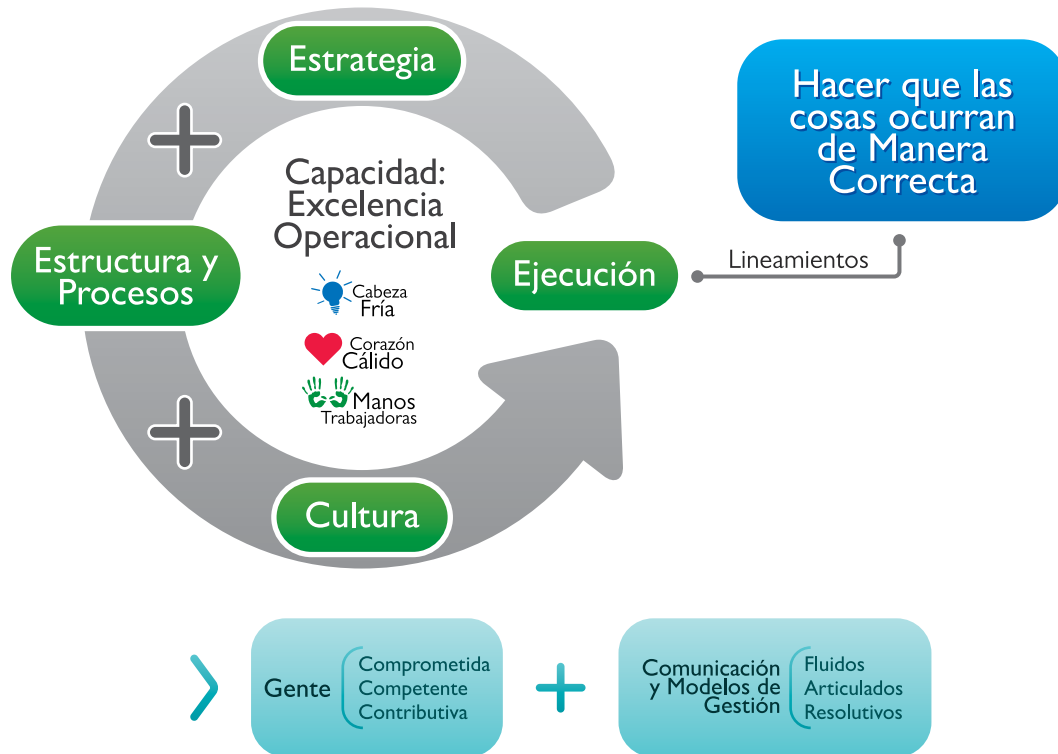 Estrategia
Hacer que las
cosas ocurran
de Manera
Correcta
+
Capacidad:
Excelencia
Operacional
Estructura y
Procesos
Ejecución
Lineamientos
Cabeza
Fría
Corazón
Cálido
Manos
Trabajadoras
+
Cultura
Gente
Comprometida
Competente
Contributiva
+
Comunicación
y Modelos de
Gestión
Fluidos
Articulados
Resolutivos